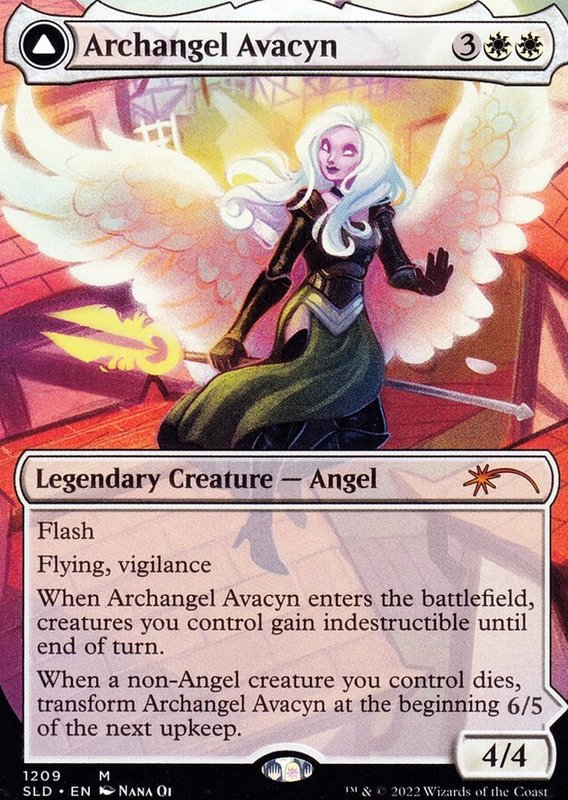 Archangel Avacyn 3
Legendary Creature — Angel
Flash
Flying, vigilance
When Archangel Avacyn enters the battlefield,
creatures you control gain indestructible until
end of turn.
When a non-Angel creature you control dies,
transform Archangel Avacyn at the beginning 6/5
of the next upkeep.
4/4
1209 M
SLD • EN NANA QI ™ & © 2022 Wizards of the Coast